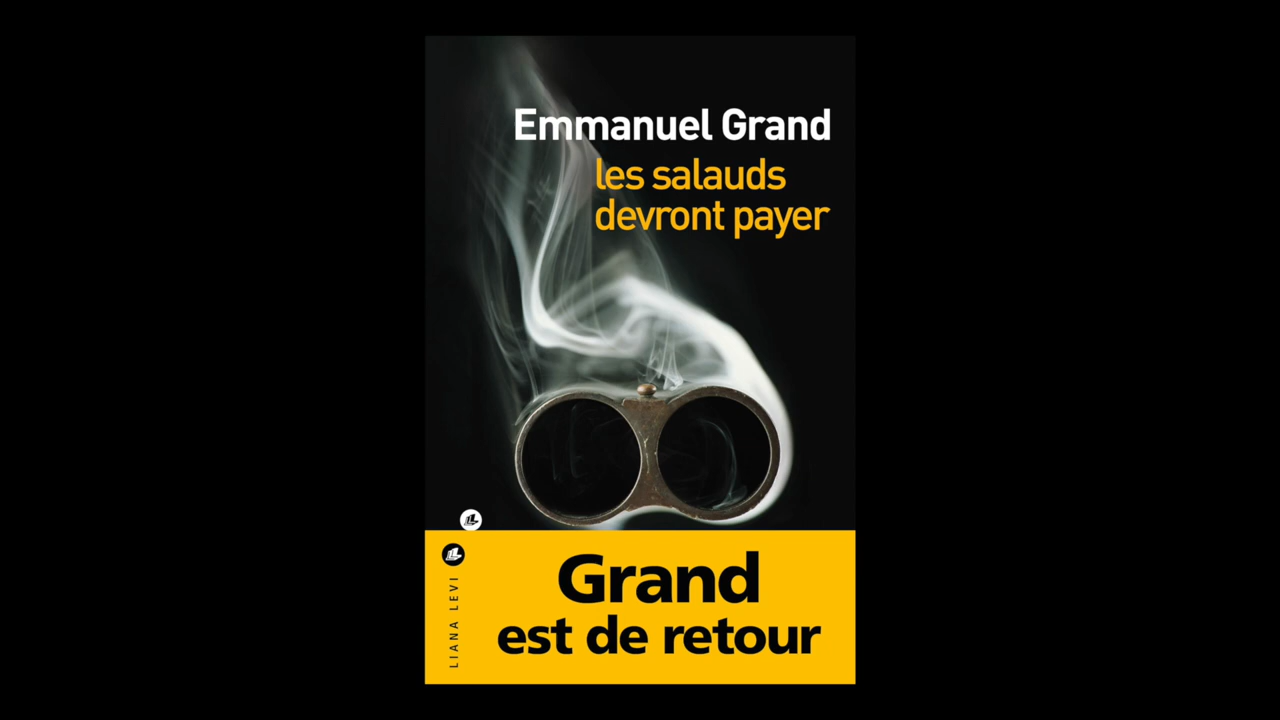 Emmanuel Grand
les salauds
devront payer
Grand
est de retour
LIANA LEVI